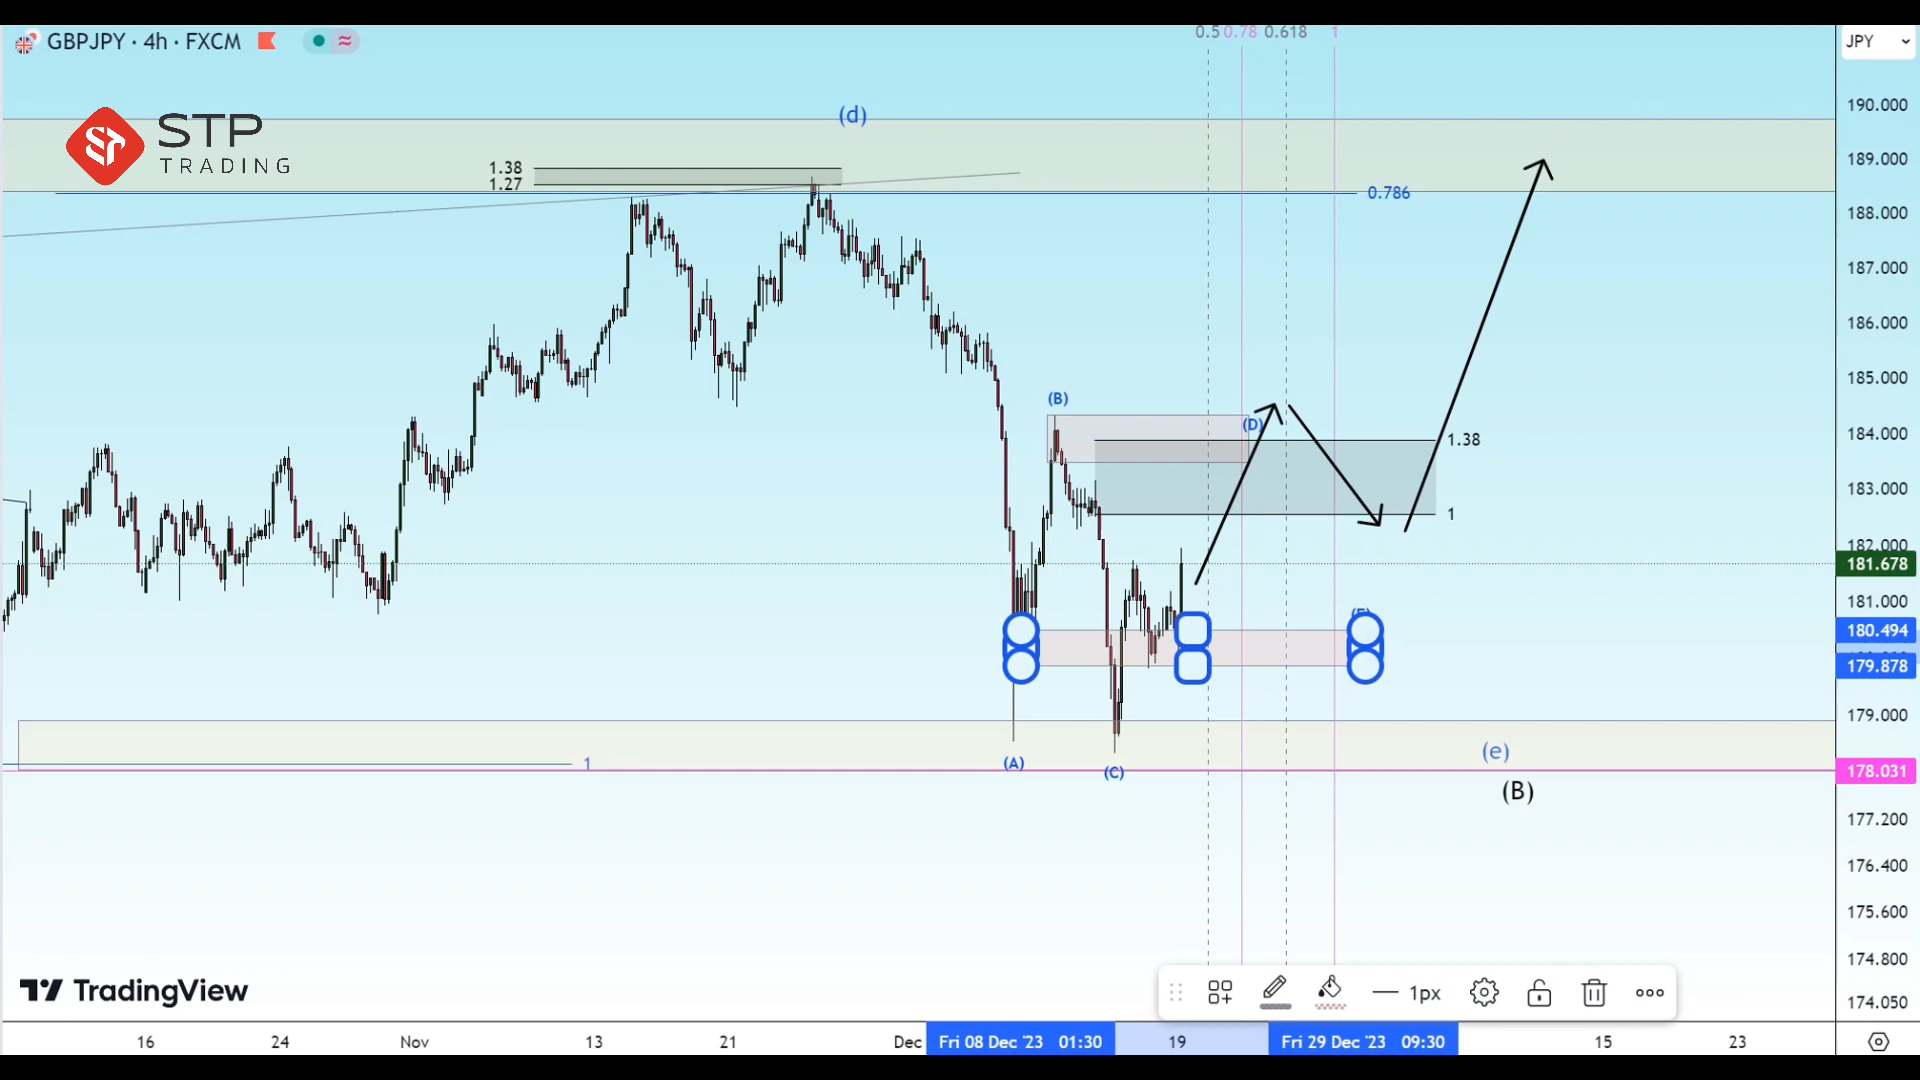 GBPJPY · 4h · FXCM
0.5 0.78 0.618 1
JPY
STP
TRADING
(d)
1.38
1.27
0.786
190.000
189.000
188.000
187.000
186.000
185.000
184.000
183.000
182.000
181.678
181.000
180.494
179.878
179.000
178.031
177.200
176.400
175.600
174.800
174.050
(B)
(D)
1.38
1
(A)
(C)
1
(e)
(B)
TradingView
1px
16
24
Nov
13
21
Dec
Fri 08 Dec '23 01:30
19
Fri 29 Dec '23 09:30
15
23